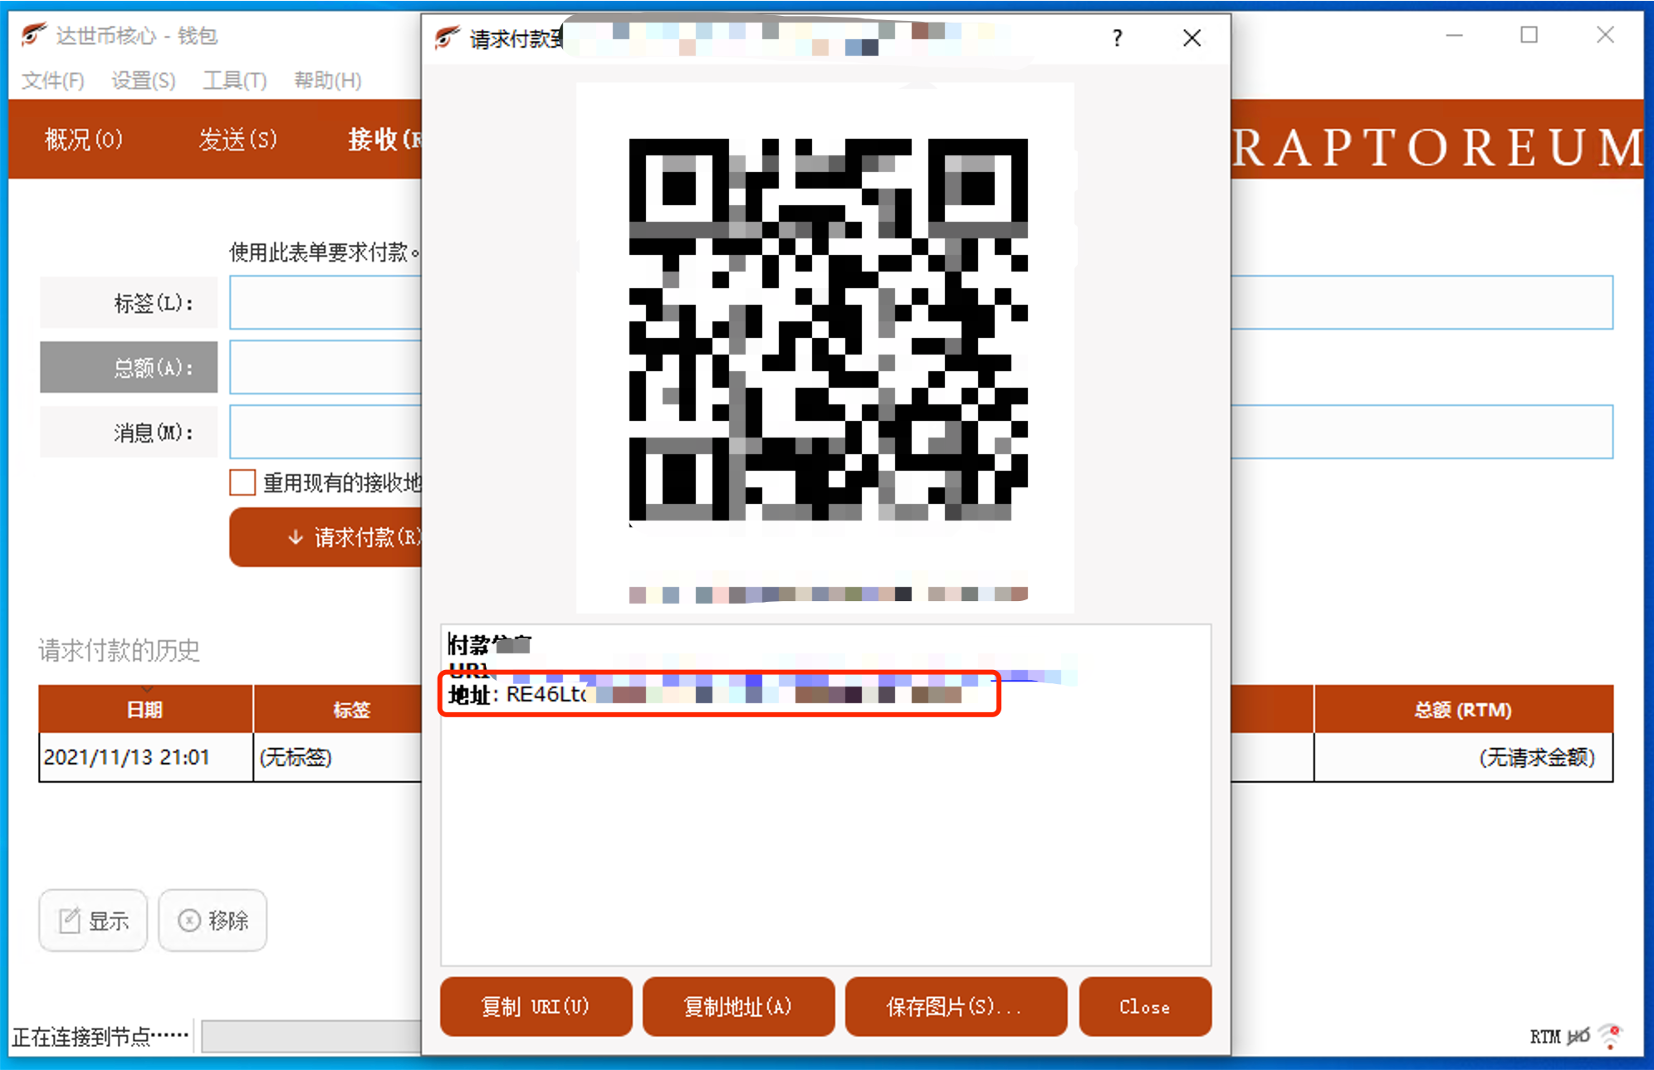 达世币核心 - 钱包
请求付款到
?
文件(F) 设置(S) 工具(T) 帮助(H)
概况(O) 发送(S) 接收(R
RAPTOREUM
使用此表单要求付款。
标签(L):
总额(A):
消息(M):
重用现有的接收地
请求付款(R)
请求付款的历史
付款信息
URI
地址: RE46Ltc
日期 标签 总额 (RTM)
2021/11/13 21:01 (无标签) (无请求金额)
显示 移除
复制 URI(U) 复制地址(A) 保存图片(S)... Close
正在连接到节点······
RTM HD